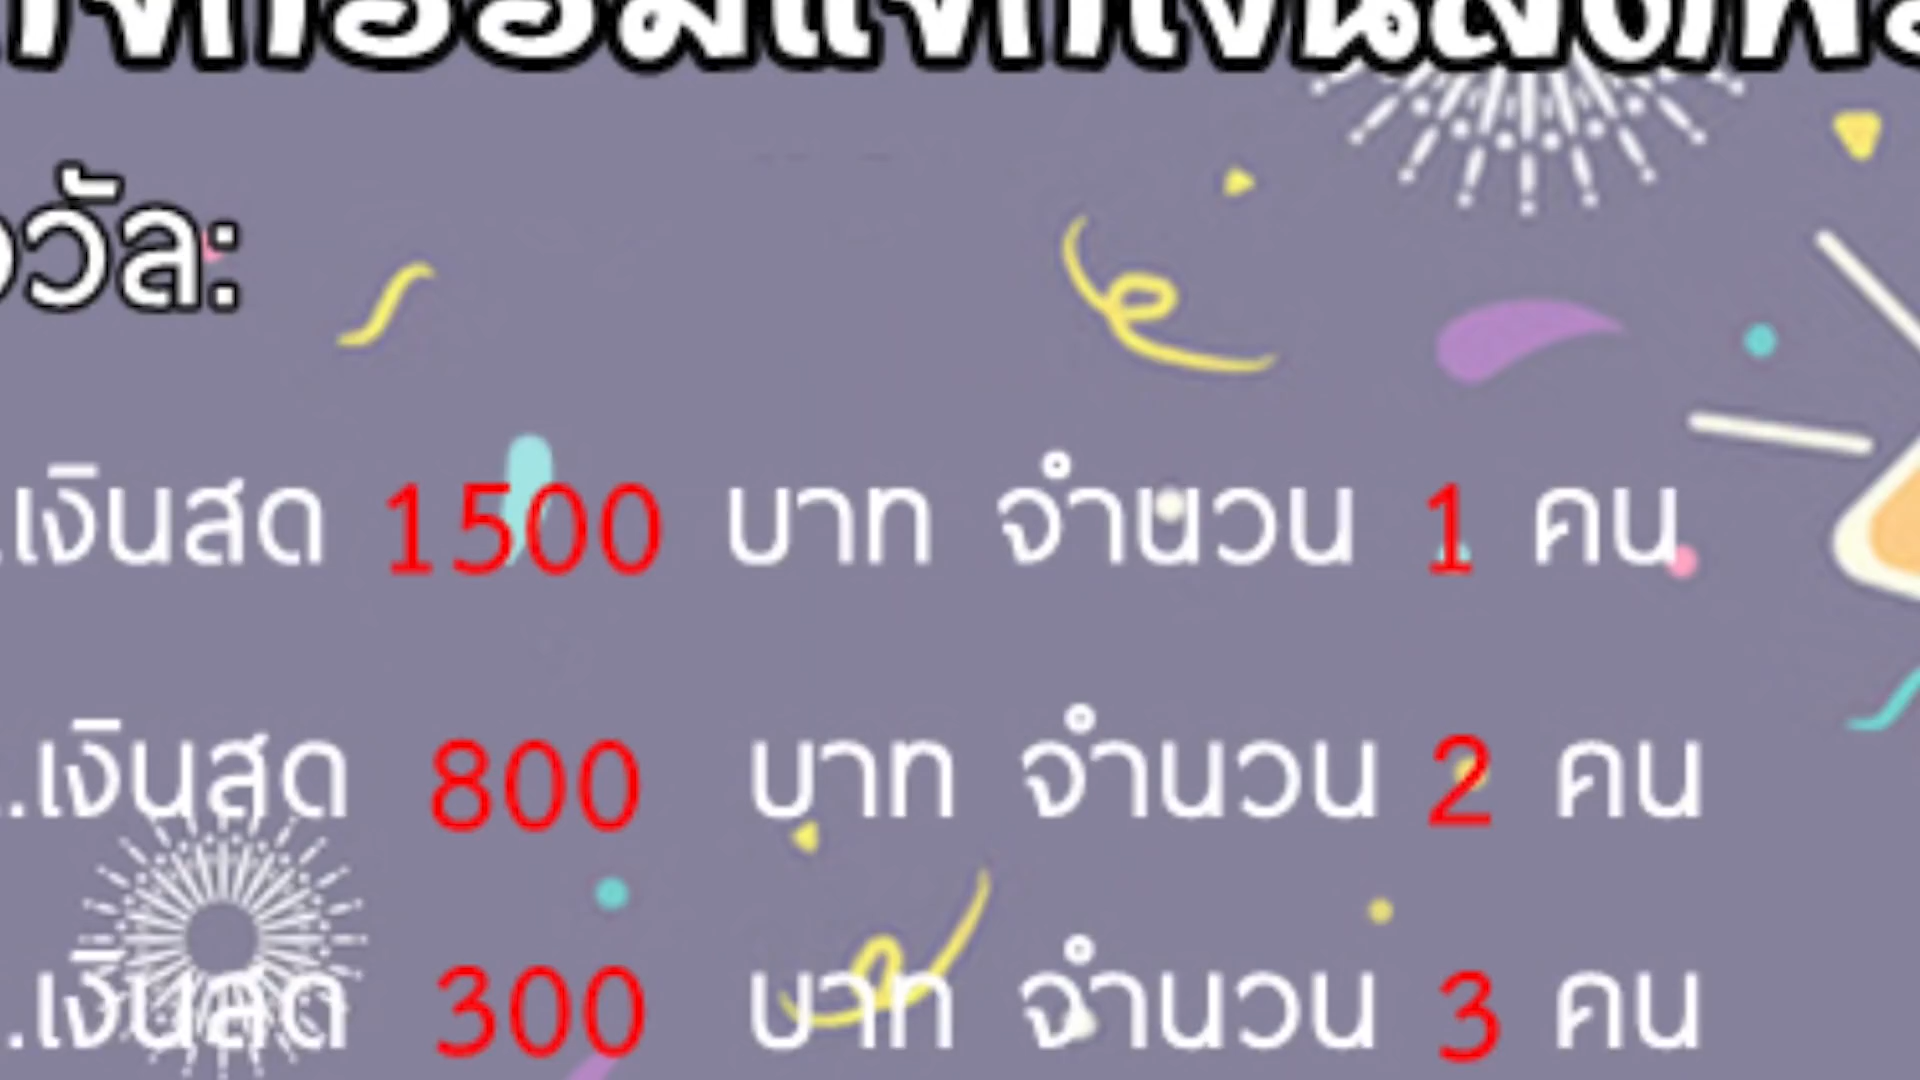 วัล:
..เงินสด 1500 บาท จำนวน 1 คน
..เงินสด 800 บาท จำนวน 2 คน
..เงินสด 300 บาท จำนวน 3 คน